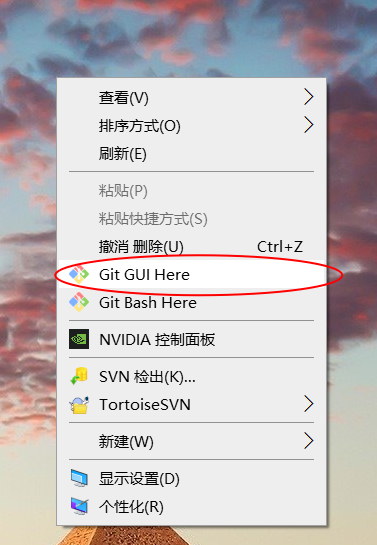 查看(V)
排序方式(O)
刷新(E)
粘贴(P)
粘贴快捷方式(S)
撤消 删除(U) Ctrl+Z
Git GUI Here
Git Bash Here
NVIDIA 控制面板
SVN 检出(K)...
TortoiseSVN
新建(W)
显示设置(D)
个性化(R)